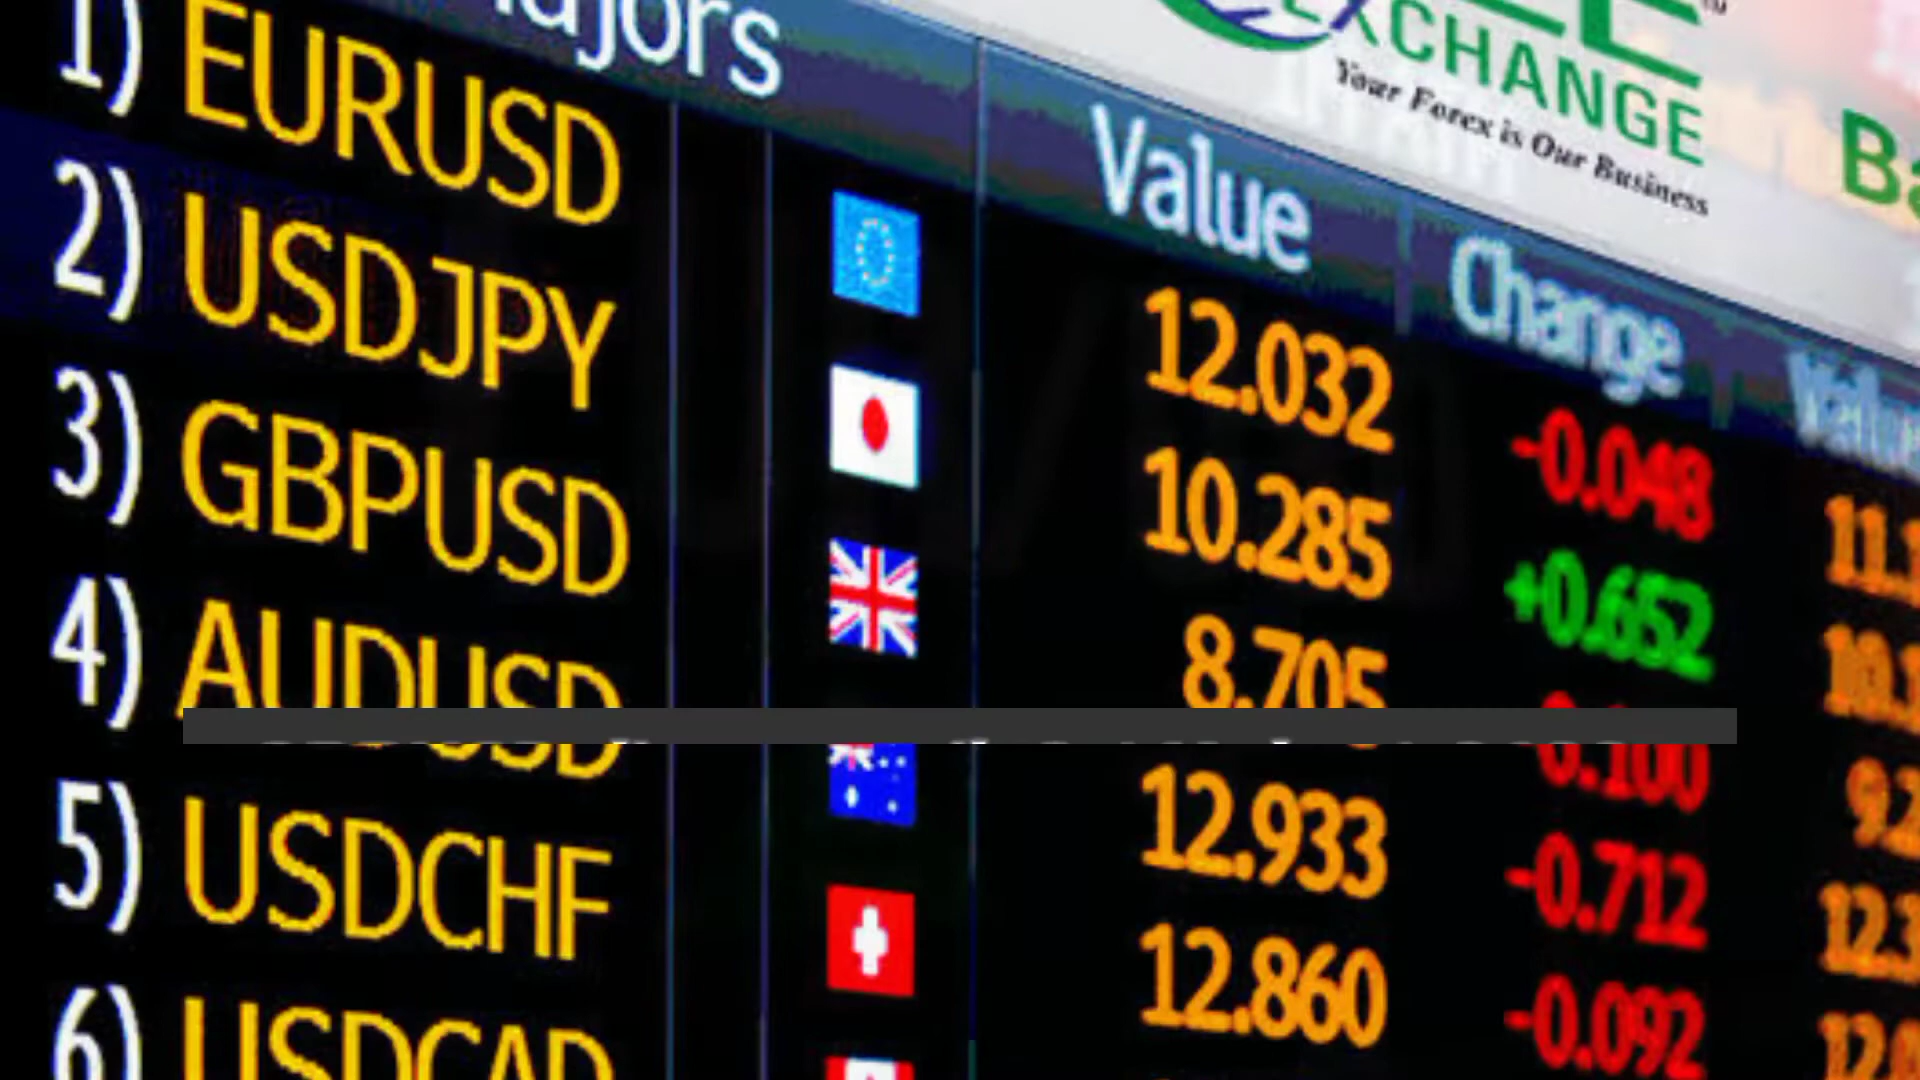 Majors
Value
Change
EXCHANGE
Your Forex is Our Business
1) EURUSD
12.032
-0.048
2) USDJPY
10.285
+0.652
3) GBPUSD
8.705
-0.100
4) AUDUSD
12.933
-0.712
5) USDCHF
12.860
-0.092
6) USDCAD